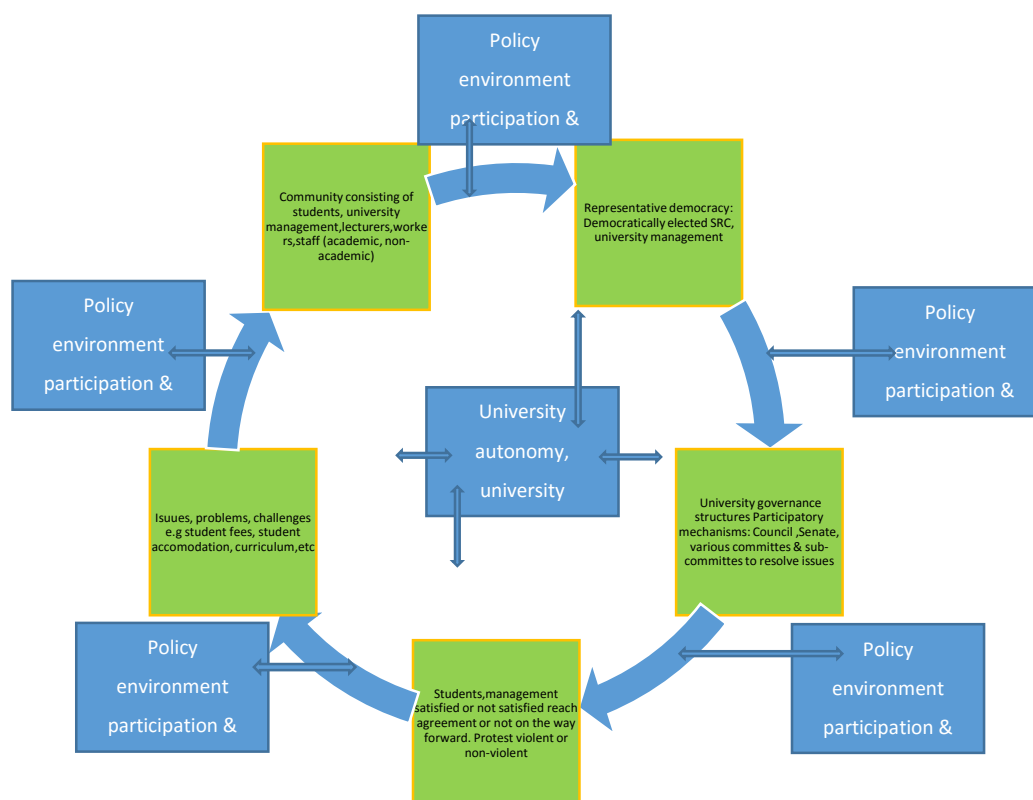 Policy
environment
participation &
Community consisting of
students, university
management,lecturers,worke
rs,staff (academic, non-
academic)
Representative democracy:
Democratically elected SRC,
university management
Policy
environment
participation &
Policy
environment
participation &
University
autonomy,
university
Isuues, problems, challenges
e.g student fees, student
accomodation, curriculum,etc
University governance
structures Participatory
mechanisms: Council ,Senate,
various committes & sub-
committes to resolve issues
Policy
environment
participation &
Students,management
satisfied or not satisfied reach
agreement or not on the way
forward. Protest violent or
non-violent
Policy
environment
participation &